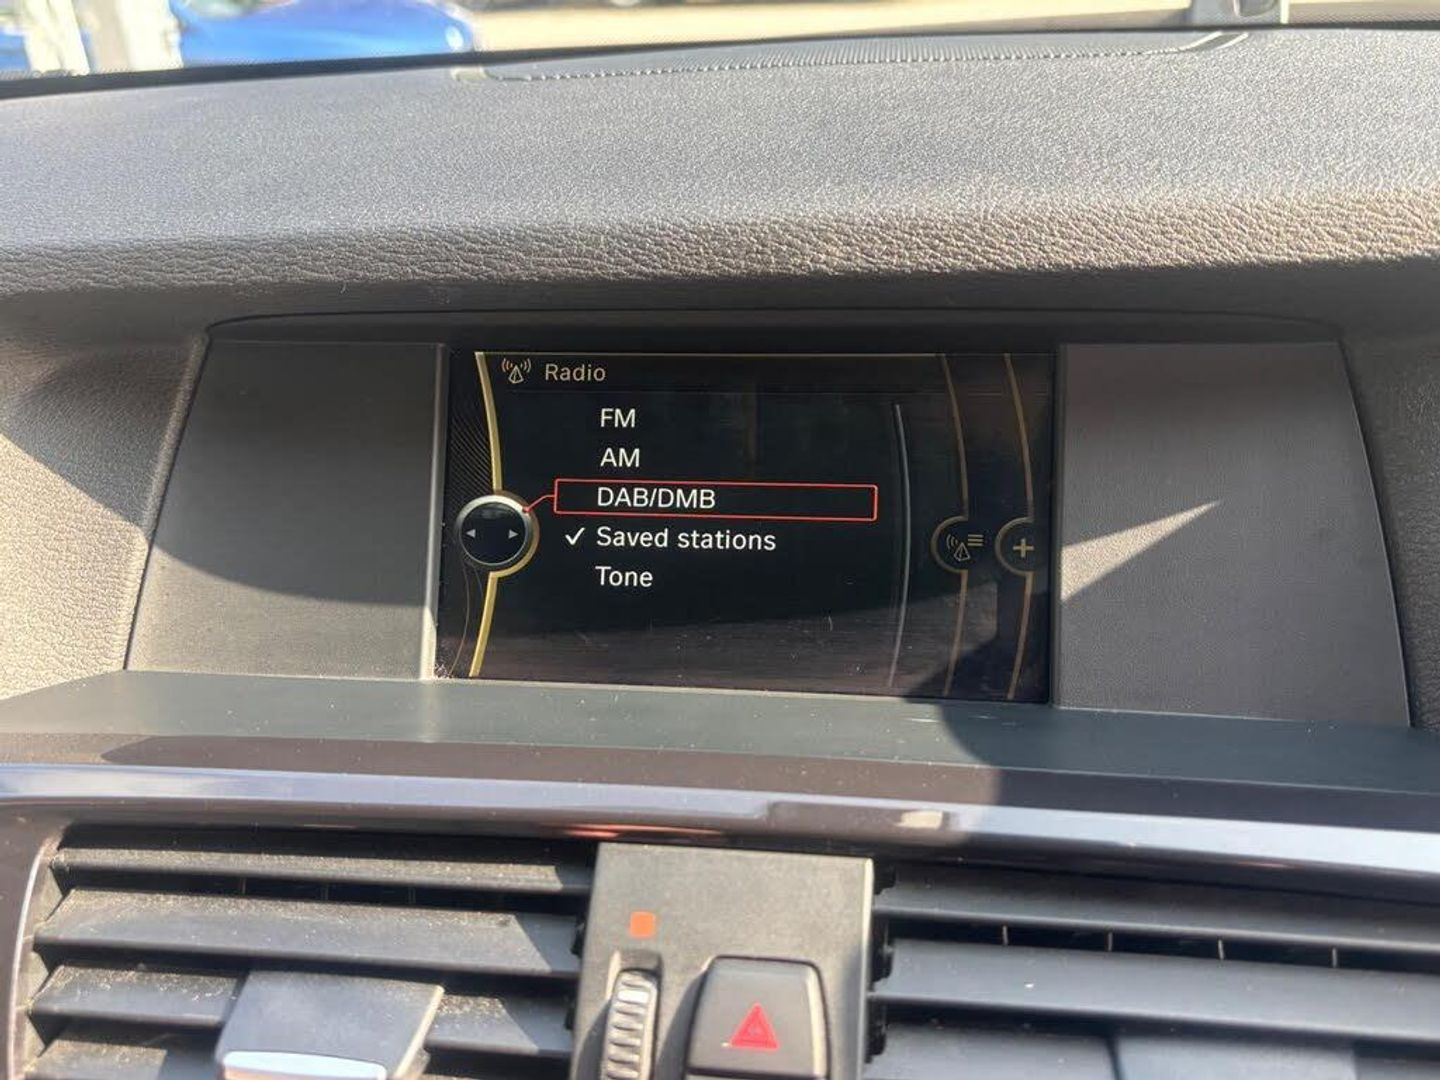 Radio
FM
AM
DAB/DMB
✓ Saved stations
Tone